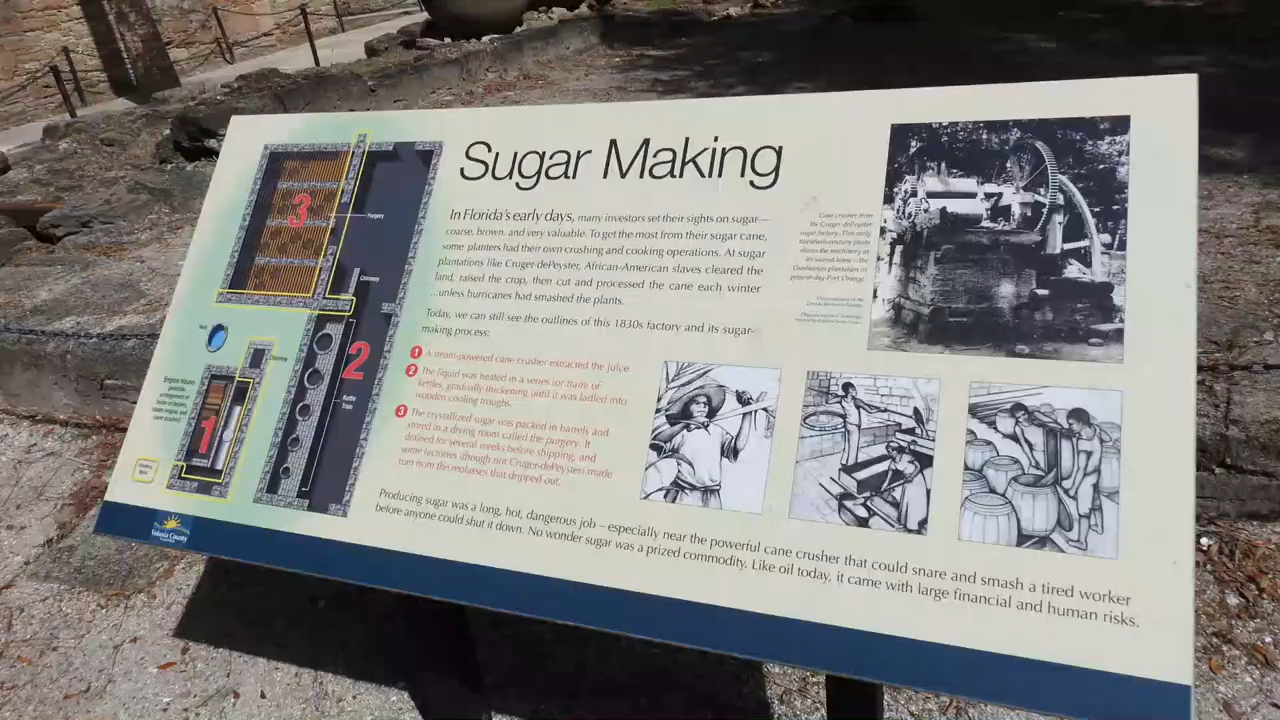 Sugar Making
In Florida's early days, many investors set their sights on sugar—
coarse, brown, and very valuable. To get the most from their sugar cane,
some planters had their own crushing and cooking operations. At sugar
plantations like Cruger-dePeyster, African-American slaves cleared the
land, raised the crop, then cut and processed the cane each winter
...unless hurricanes had smashed the plants.
Today, we can still see the outlines of this 1830s factory and its sugar-
making process:
1 A steam-powered cane crusher extracted the juice
2 The liquid was heated in a series (or train) of
kettles, gradually thickening until it was ladled into
wooden cooling troughs.
3 The crystallized sugar was packed in barrels and
stored in a drying room called the purgery. It
drained for several weeks before shipping, and
some factories (though not Cruger-dePeyster) made
rum from the molasses that dripped out.
Producing sugar was a long, hot, dangerous job – especially near the powerful cane crusher that could snare and smash a tired worker
before anyone could shut it down. No wonder sugar was a prized commodity. Like oil today, it came with large financial and human risks.
Cane crusher from
the Cruger-dePeyster
sugar factory. This early
twentieth-century photo
shows the machinery at
its second home—the
Dunlawton plantation in
present-day Port Orange.
3
Purgery
Chimney
2
Kettle
Train
Well
Chimney
Engine House
1
Volusia County
FLORIDA